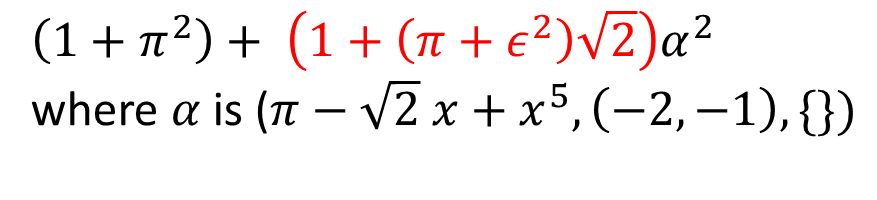 (1 + π²) + (1 + (π + ϵ²)√2)α²
where α is (π − √2 x + x⁵, (−2, −1), {})